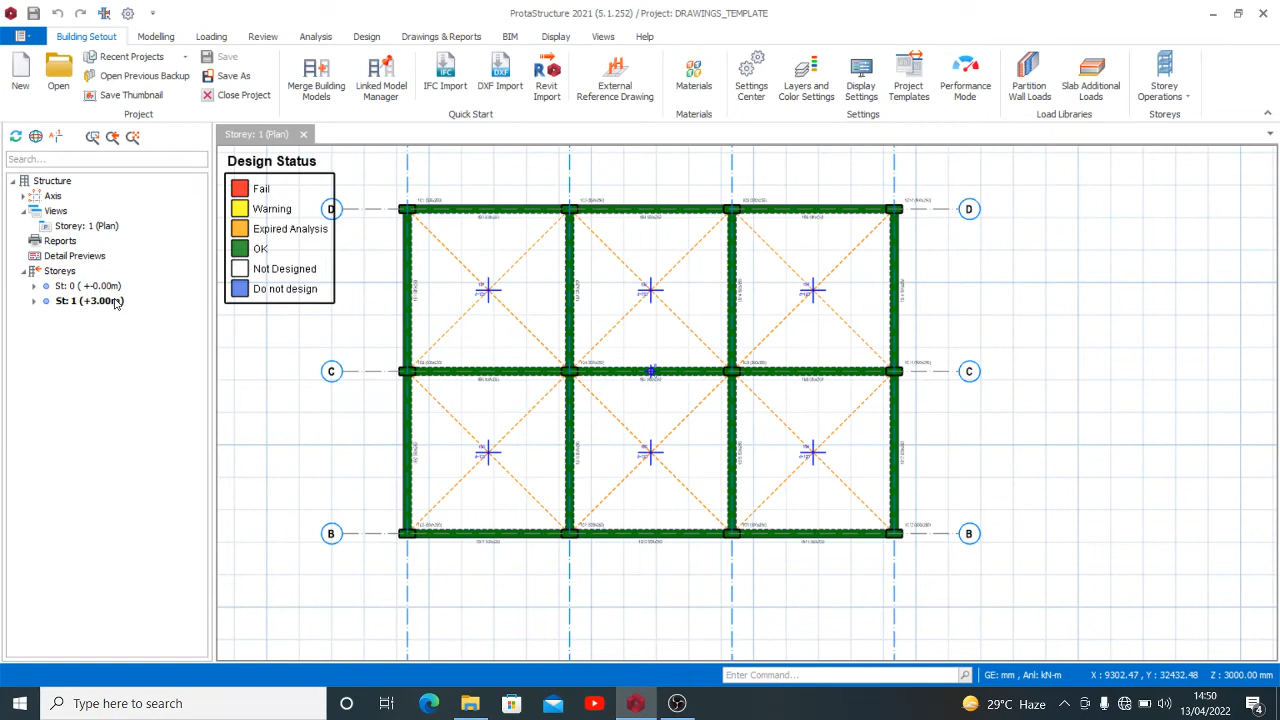 ProtaStructure 2021 (5.1.252) / Project: DRAWINGS_TEMPLATE
Building Setout Modelling Loading Review Analysis Design Drawings & Reports BIM Display Views Help
New
Open
Recent Projects
Open Previous Backup
Save Thumbnail
Save
Save As
Close Project
Merge Building Models
Linked Model Manager
IFC Import
DXF Import
Revit Import
External Reference Drawing
Materials
Settings Center
Layers and Color Settings
Display Settings
Project Templates
Performance Mode
Partition Wall Loads
Slab Additional Loads
Storey Operations
Project
Quick Start
Materials
Settings
Load Libraries
Storeys
Search...
Structure
Axis
Views
Storey: 1 (Plan)
Reports
Detail Previews
Storeys
St: 0 ( +-0.00m)
St: 1 (+3.00m)
Storey: 1 (Plan)
Design Status
Fail
Warning
Expired Analysis
OK
Not Designed
Do not design
D
D
C
C
B
B
Enter Command...
GE: mm , Anl: kN-m
X : 9302.47 , Y : 32432.48
Z : 3000.00 mm
Type here to search
29°C Haze
14:50
13/04/2022